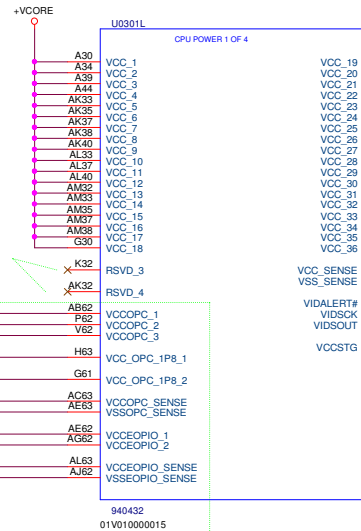 +VCORE
U0301L
CPU POWER 1 OF 4
A30 VCC_1 VCC_19
A34 VCC_2 VCC_20
A39 VCC_3 VCC_21
A44 VCC_4 VCC_22
AK33 VCC_5 VCC_23
AK35 VCC_6 VCC_24
AK37 VCC_7 VCC_25
AK38 VCC_8 VCC_26
AK40 VCC_9 VCC_27
AL33 VCC_10 VCC_28
AL37 VCC_11 VCC_29
AL40 VCC_12 VCC_30
AM32 VCC_13 VCC_31
AM33 VCC_14 VCC_32
AM35 VCC_15 VCC_33
AM37 VCC_16 VCC_34
AM38 VCC_17 VCC_35
G30 VCC_18 VCC_36
K32 RSVD_3 VCC_SENSE
VSS_SENSE
AK32 RSVD_4
VIDALERT#
AB62 VCCOPC_1 VIDSCK
P62 VCCOPC_2 VIDSOUT
V62 VCCOPC_3
VCCSTG
H63 VCC_OPC_1P8_1
G61 VCC_OPC_1P8_2
AC63 VCCOPC_SENSE
AE63 VSSOPC_SENSE
AE62 VCCEOPIO_1
AG62 VCCEOPIO_2
AL63 VCCEOPIO_SENSE
AJ62 VSSEOPIO_SENSE
940432
01V010000015